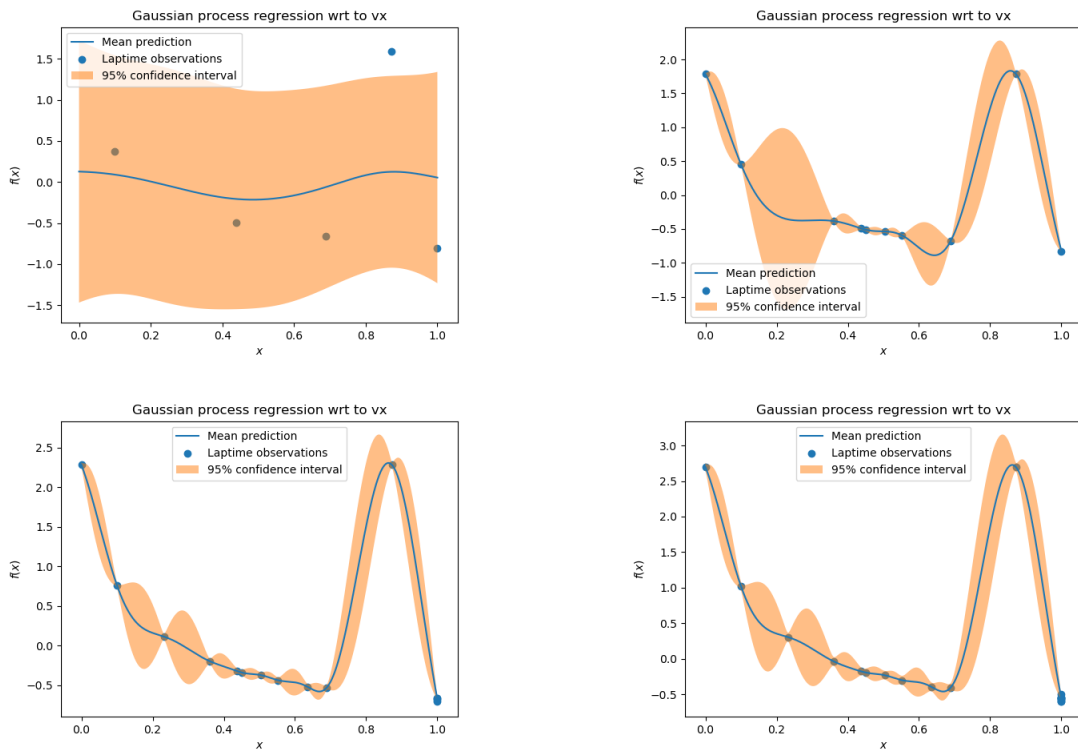 Gaussian process regression wrt to vx
Mean prediction
Laptime observations
95% confidence interval
1.5
1.0
0.5
0.0
−0.5
−1.0
−1.5
f(x)
0.0 0.2 0.4 0.6 0.8 1.0
x
Gaussian process regression wrt to vx
2.0
1.5
1.0
0.5
0.0
−0.5
−1.0
−1.5
f(x)
Mean prediction
Laptime observations
95% confidence interval
0.0 0.2 0.4 0.6 0.8 1.0
x
Gaussian process regression wrt to vx
Mean prediction
Laptime observations
95% confidence interval
2.5
2.0
1.5
1.0
0.5
0.0
−0.5
f(x)
0.0 0.2 0.4 0.6 0.8 1.0
x
Gaussian process regression wrt to vx
Mean prediction
Laptime observations
95% confidence interval
3.0
2.5
2.0
1.5
1.0
0.5
0.0
−0.5
f(x)
0.0 0.2 0.4 0.6 0.8 1.0
x